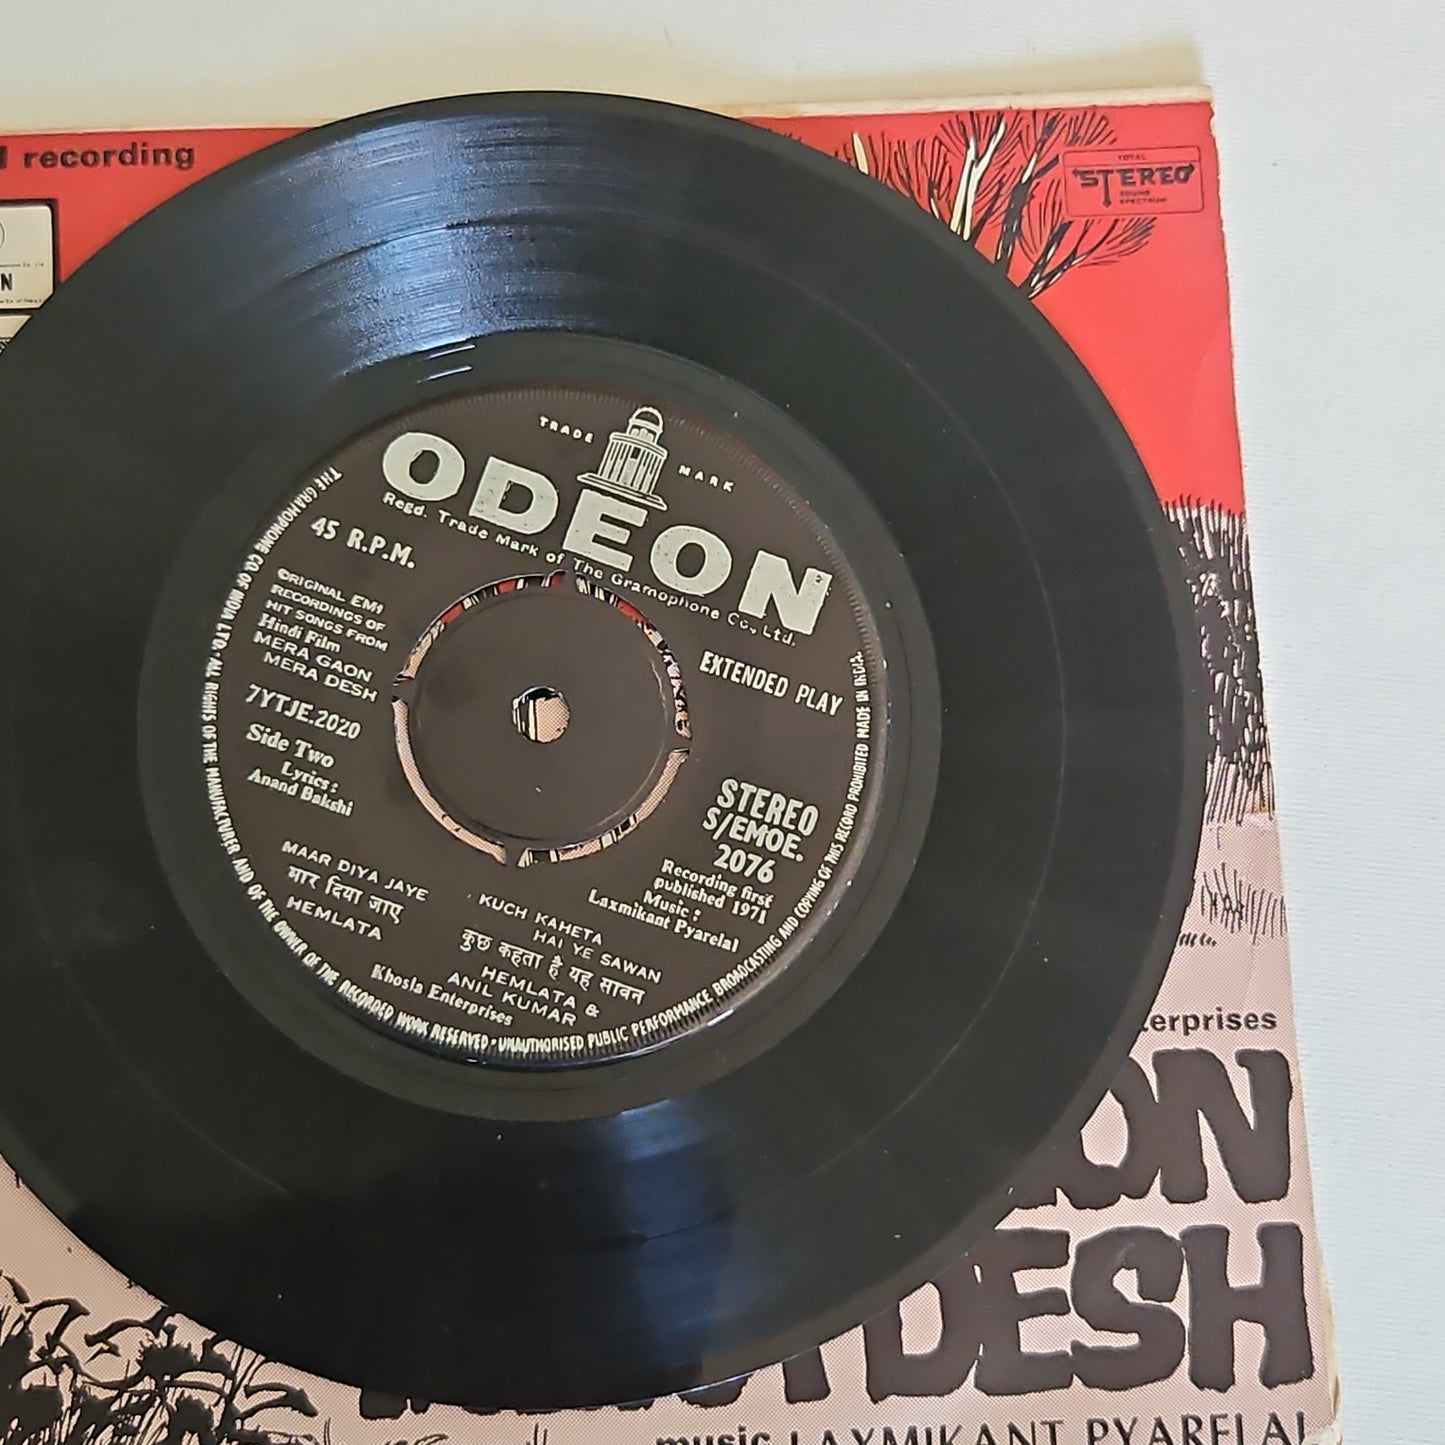 recording
TOTAL
STEREO
SOUND
SPECTRUM
TRADE MARK
ODEON
Regd. Trade Mark of The Gramophone Co., Ltd.
45 R.P.M.
ORIGINAL EMI
RECORDINGS OF
HIT SONGS FROM
Hindi Film
MERA GAON
MERA DESH
7YTJE.2020
Side Two
Lyrics:
Anand Bakshi
EXTENDED PLAY
STEREO
S/EMOE.
2076
Recording first
published 1971
Music:
Laxmikant Pyarelal
MAAR DIYA JAYE
मार दिया जाए
HEMLATA
KUCH KAHETA
HAI YE SAWAN
कुछ कहता है यह सावन
HEMLATA &
ANIL KUMAR
Khosla Enterprises
THE GRAMOPHONE CO. OF INDIA LTD. · ALL RIGHTS OF THE MANUFACTURER AND OF THE OWNER OF THE RECORDED WORK RESERVED · UNAUTHORISED PUBLIC PERFORMANCE BROADCASTING AND COPYING OF THIS RECORD PROHIBITED MADE IN INDIA.
erprises
ON
DESH
music LAXMIKANT PYARELAL